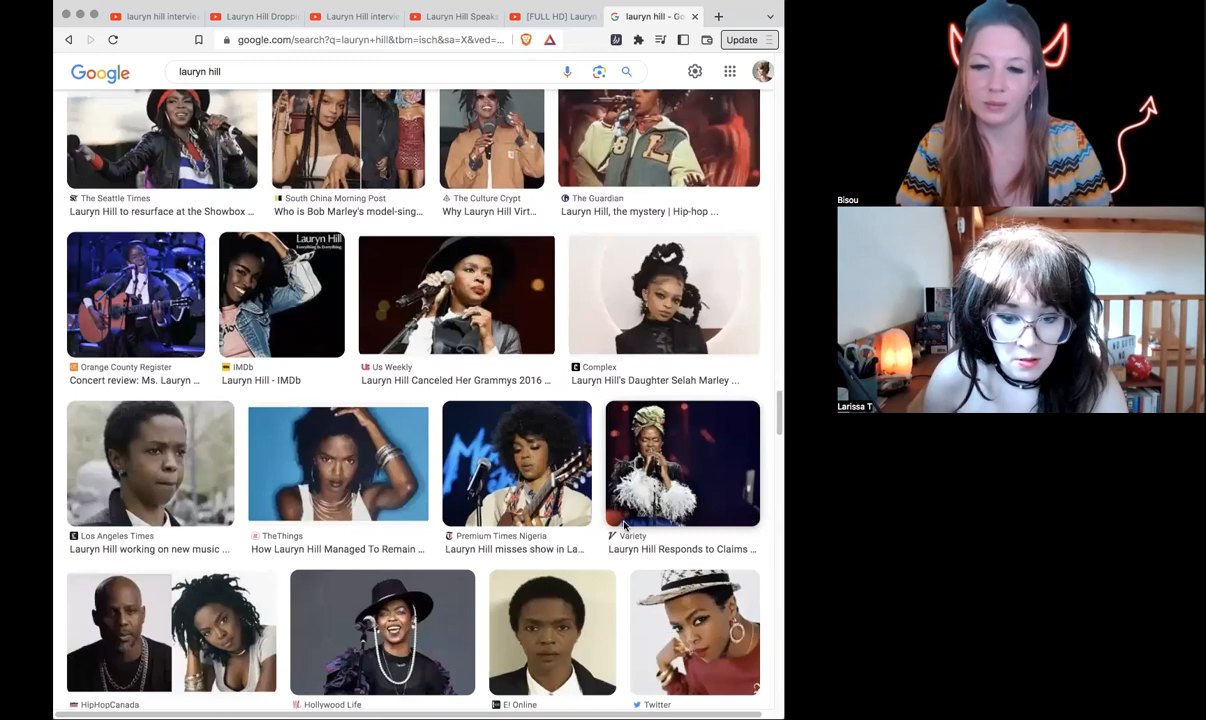 lauryn hill interview
Lauryn Hill Droppi
Lauryn Hill intervie
Lauryn Hill Speaks
[FULL HD] Lauryn
lauryn hill - Go
google.com/search?q=lauryn+hill&tbm=isch&sa=X&ved=...
Update
Google
lauryn hill
The Seattle Times
Lauryn Hill to resurface at the Showbox ...
South China Morning Post
Who is Bob Marley's model-sing...
The Culture Crypt
Why Lauryn Hill Virt...
The Guardian
Lauryn Hill, the mystery | Hip-hop ...
8 L
Lauryn Hill
Orange County Register
Concert review: Ms. Lauryn ...
IMDb
Lauryn Hill - IMDb
Us Weekly
Lauryn Hill Canceled Her Grammys 2016 ...
Complex
Lauryn Hill's Daughter Selah Marley ...
Los Angeles Times
Lauryn Hill working on new music ...
TheThings
How Lauryn Hill Managed To Remain ...
Premium Times Nigeria
Lauryn Hill misses show in La...
Variety
Lauryn Hill Responds to Claims ...
HipHopCanada
Hollywood Life
E! Online
Twitter
Bisou
Larissa T